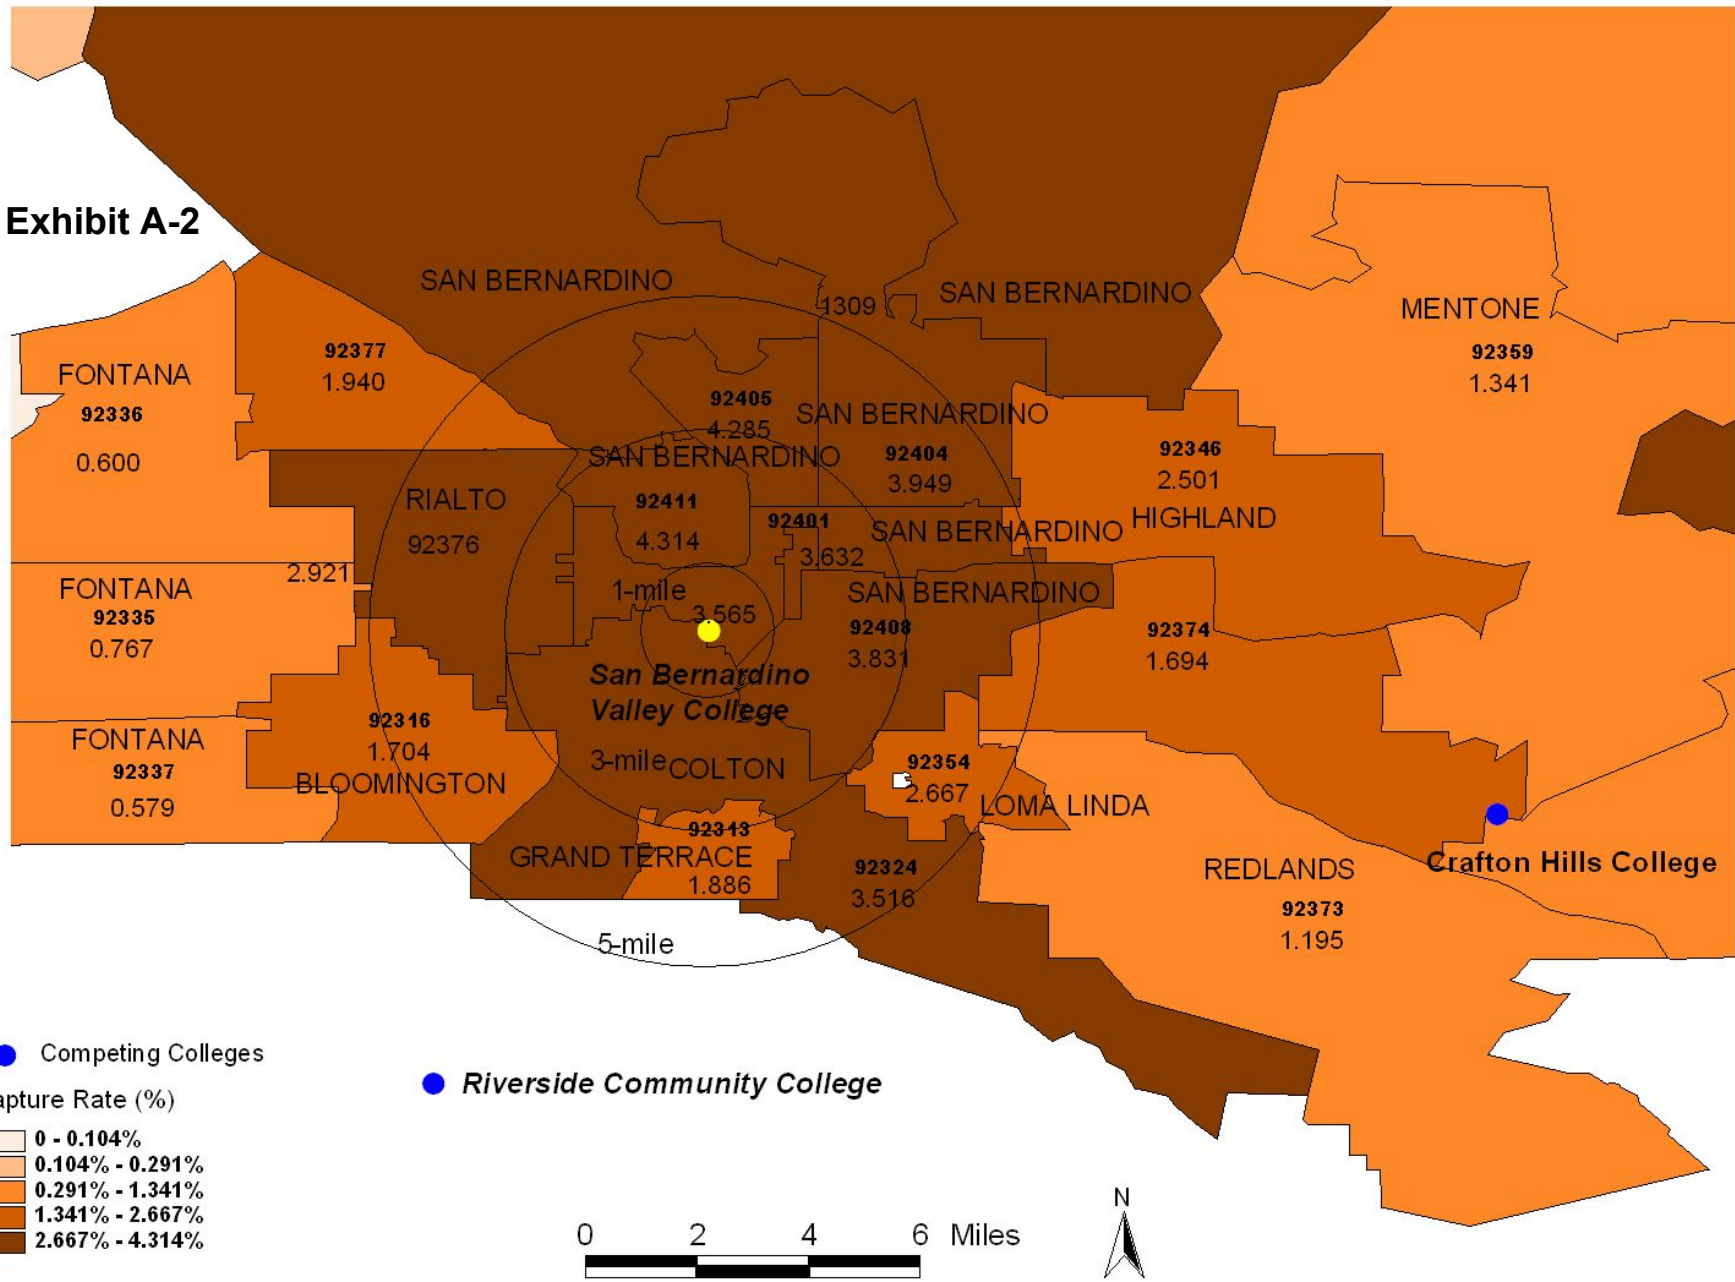 Exhibit A-2
SAN BERNARDINO
SAN BERNARDINO
1309
MENTONE
92359
1.341
92377
1.940
FONTANA
92336
0.600
92405
4.285
SAN BERNARDINO
92404
3.949
92346
2.501
HIGHLAND
SAN BERNARDINO
92411
4.314
RIALTO
92376
2.921
92401
3.632
SAN BERNARDINO
FONTANA
92335
0.767
1-mile
3.565
SAN BERNARDINO
92408
3.831
92374
1.694
San Bernardino
Valley College
92316
1.704
BLOOMINGTON
FONTANA
92337
0.579
3-mile
COLTON
92354
2.667
LOMA LINDA
92313
GRAND TERRACE
1.886
92324
3.516
REDLANDS
92373
1.195
Crafton Hills College
5-mile
Competing Colleges
Riverside Community College
apture Rate (%)
0 - 0.104%
0.104% - 0.291%
0.291% - 1.341%
1.341% - 2.667%
2.667% - 4.314%
0 2 4 6 Miles
N